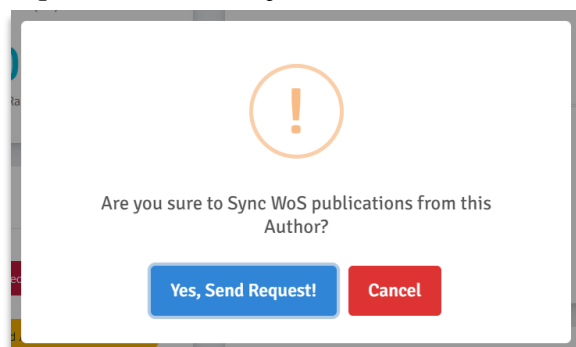 !
Are you sure to Sync WoS publications from this
Author?
Yes, Send Request!
Cancel